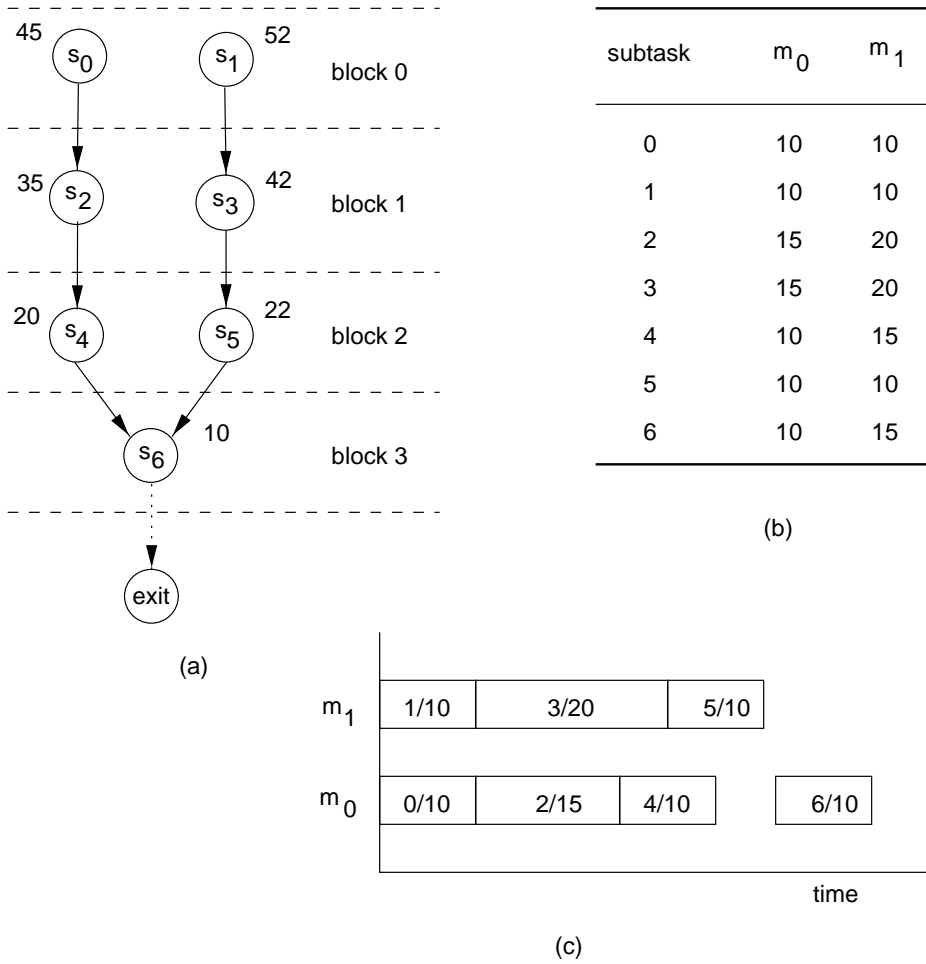 45 s0 s1 52 block 0
35 s2 s3 42 block 1
20 s4 s5 22 block 2
s6 10 block 3
exit
(a)
subtask m0 m1
0 10 10
1 10 10
2 15 20
3 15 20
4 10 15
5 10 10
6 10 15
(b)
m1 1/10 3/20 5/10
m0 0/10 2/15 4/10 6/10
time
(c)